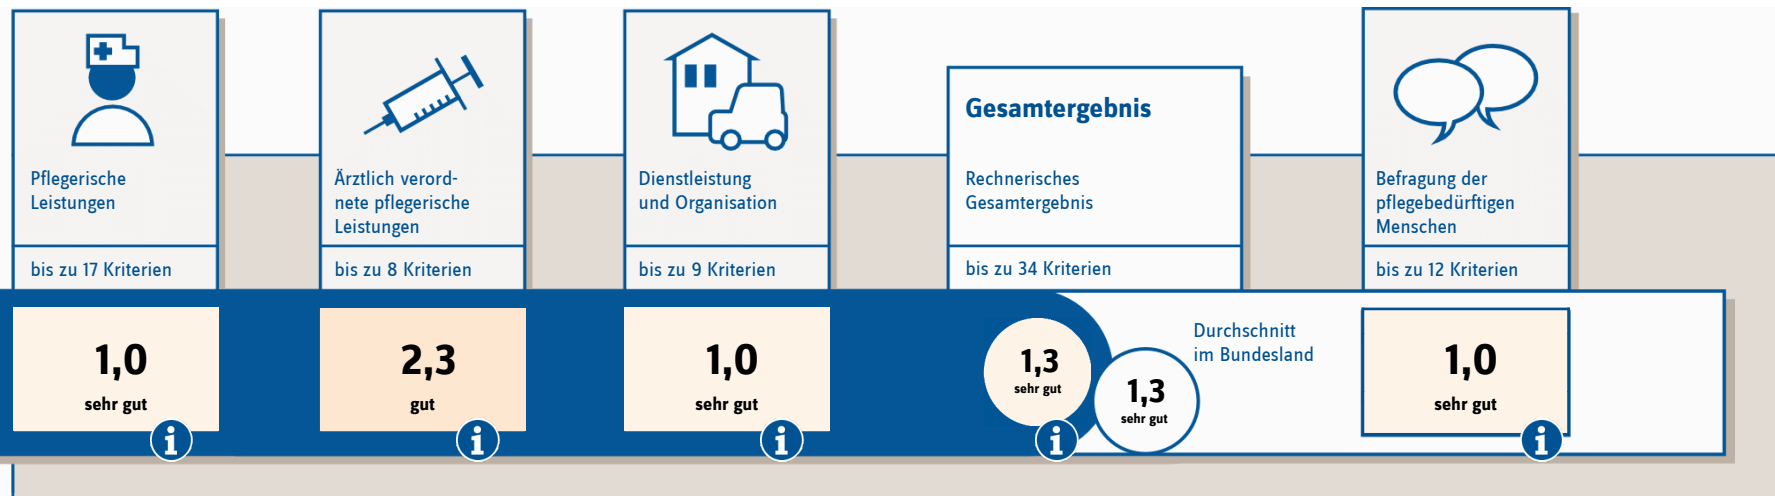 Pflegerische
Leistungen
bis zu 17 Kriterien
1,0
sehr gut
i
Ärztlich verord-
nete pflegerische
Leistungen
bis zu 8 Kriterien
2,3
gut
i
Dienstleistung
und Organisation
bis zu 9 Kriterien
1,0
sehr gut
i
Gesamtergebnis
Rechnerisches
Gesamtergebnis
bis zu 34 Kriterien
1,3
sehr gut
i
Durchschnitt
im Bundesland
1,3
sehr gut
Befragung der
pflegebedürftigen
Menschen
bis zu 12 Kriterien
1,0
sehr gut
i